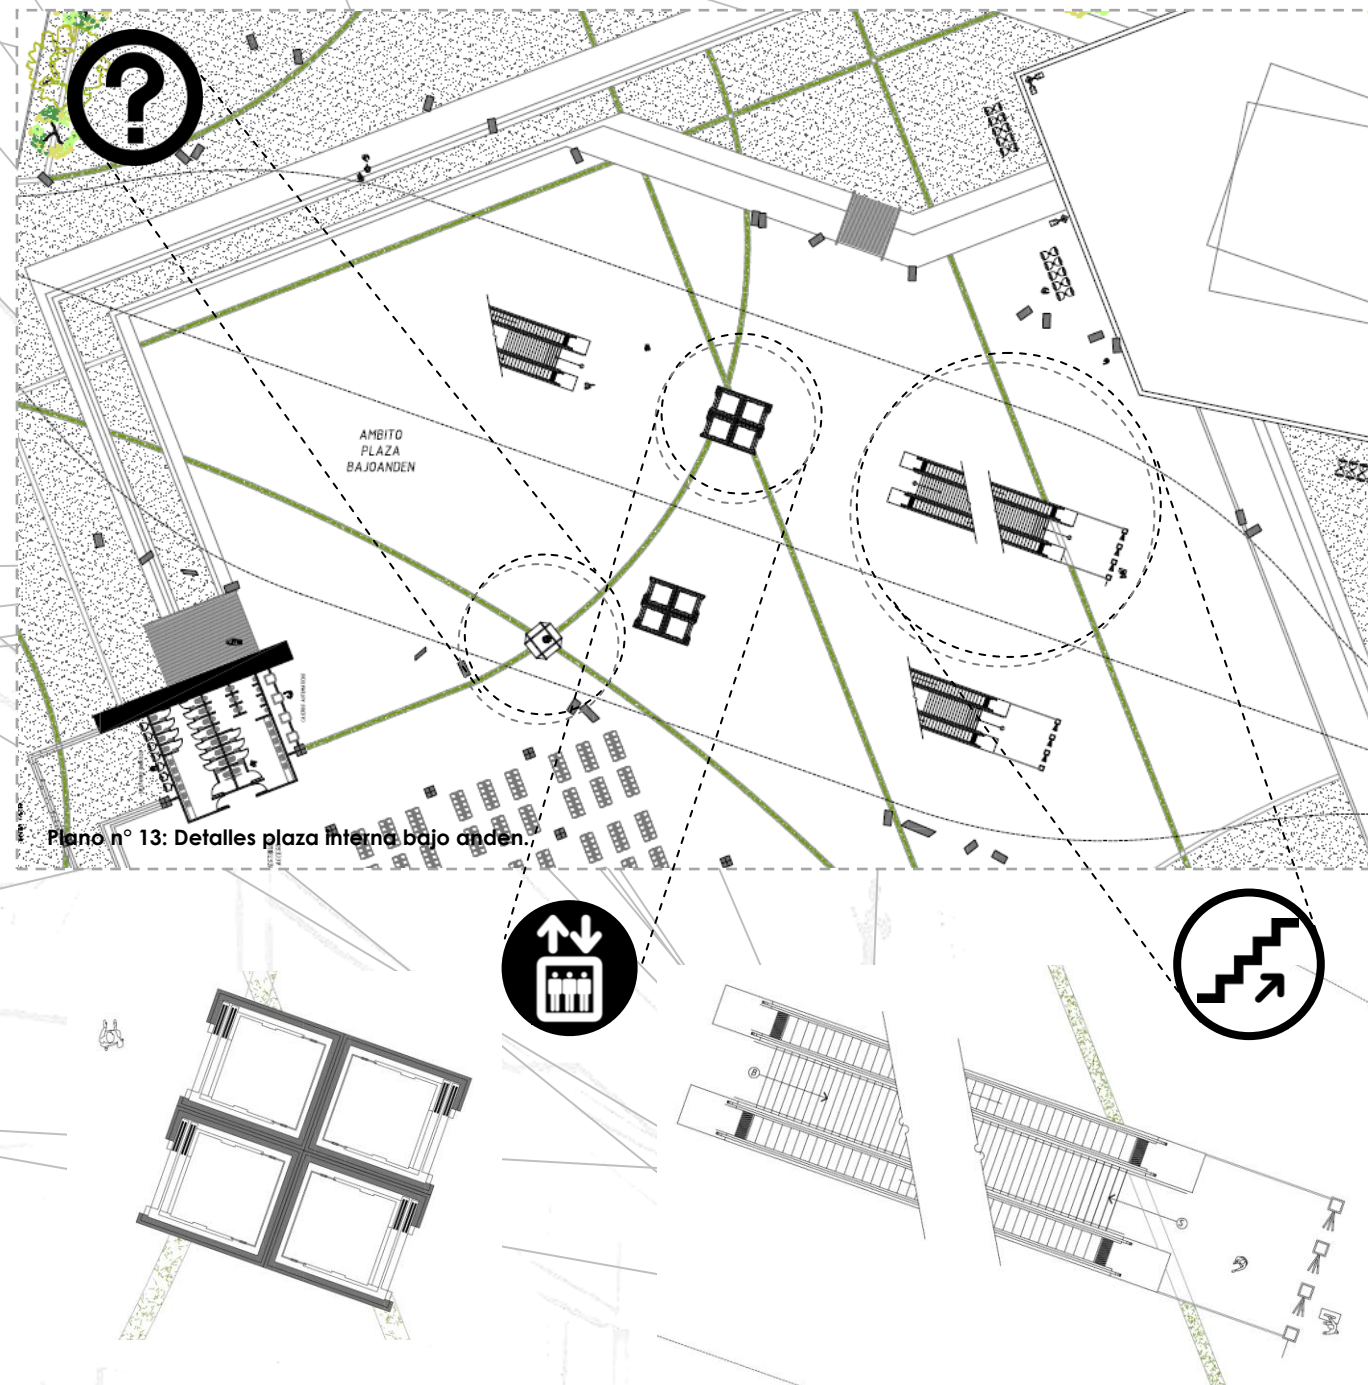 ?
AMBITO
PLAZA
BAJOANDEN
Plano n° 13: Detalles plaza interna bajo anden.
B
S